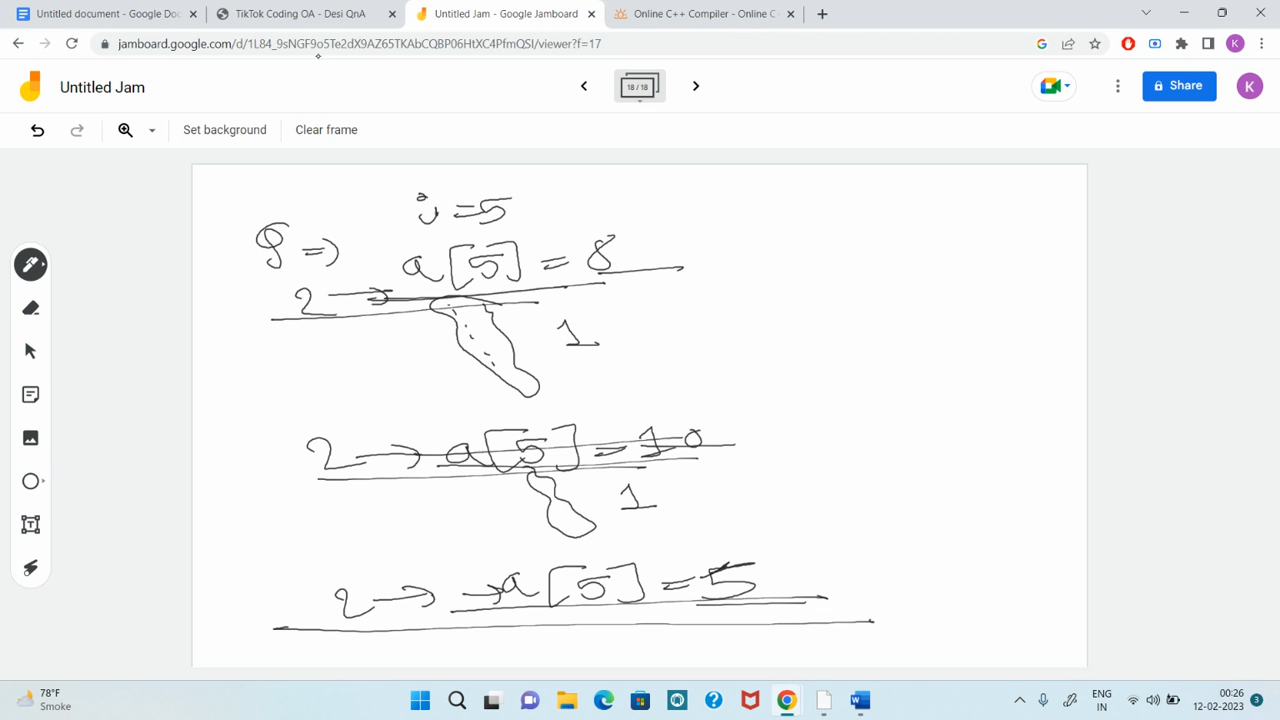 Untitled document - Google Doc
TikTok Coding OA - Desi QnA
Untitled Jam - Google Jamboard
Online C++ Compiler - Online C
jamboard.google.com/d/1L84_9sNGF9o5Tc2dX9AZ65TKAbCQBP06HtXC4PfmQSI/viewer?f=17
K
Untitled Jam
18 / 18
Share
K
Set background
Clear frame
j = 5
Q =>
a[5] = 8
2 →
1
2 → a[5] = 10
1
2 → → a[5] = 5
78°F
Smoke
ENG
IN
00:26
12-02-2023
3